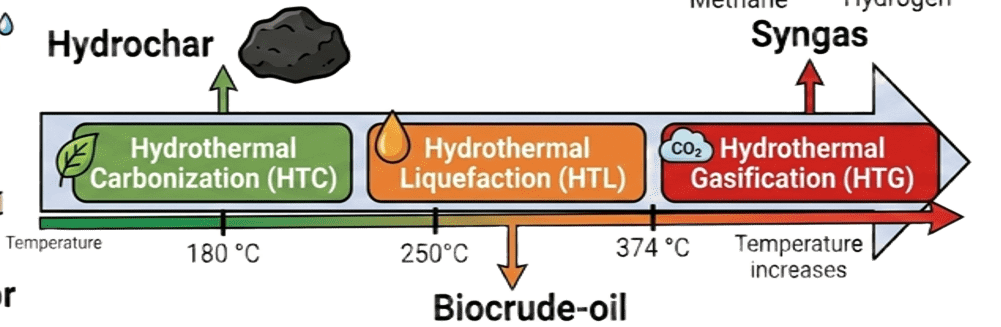 Methane Hydrogen
Hydrochar
Syngas
Hydrothermal
Carbonization (HTC)
Hydrothermal
Liquefaction (HTL)
CO₂
Hydrothermal
Gasification (HTG)
Temperature
180 °C
250°C
374 °C
Temperature
increases
Biocrude-oil